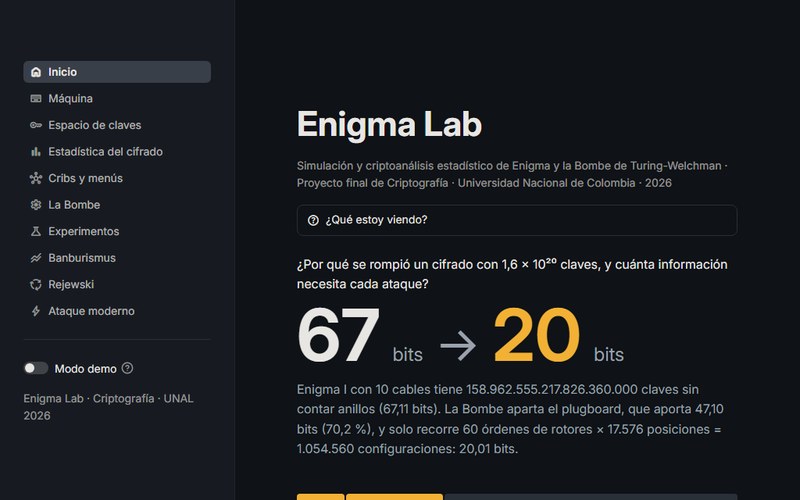 Inicio
Máquina
Espacio de claves
Estadística del cifrado
Cribs y menús
La Bombe
Experimentos
Banburismus
Rejewski
Ataque moderno
Modo demo
Enigma Lab · Criptografía · UNAL
2026
Enigma Lab
Simulación y criptoanálisis estadístico de Enigma y la Bombe de Turing-Welchman ·
Proyecto final de Criptografía · Universidad Nacional de Colombia · 2026
¿Qué estoy viendo?
¿Por qué se rompió un cifrado con 1,6 × 10²⁰ claves, y cuánta información
necesita cada ataque?
67 bits → 20 bits
Enigma I con 10 cables tiene 158.962.555.217.826.360.000 claves sin
contar anillos (67,11 bits). La Bombe aparta el plugboard, que aporta 47,10
bits (70,2 %), y solo recorre 60 órdenes de rotores × 17.576 posiciones =
1.054.560 configuraciones: 20,01 bits.